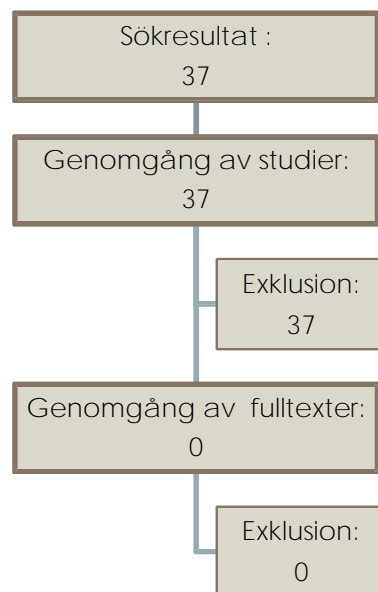 Sökresultat :
37
Genomgång av studier:
37
Exklusion:
37
Genomgång av fulltexter:
0
Exklusion:
0